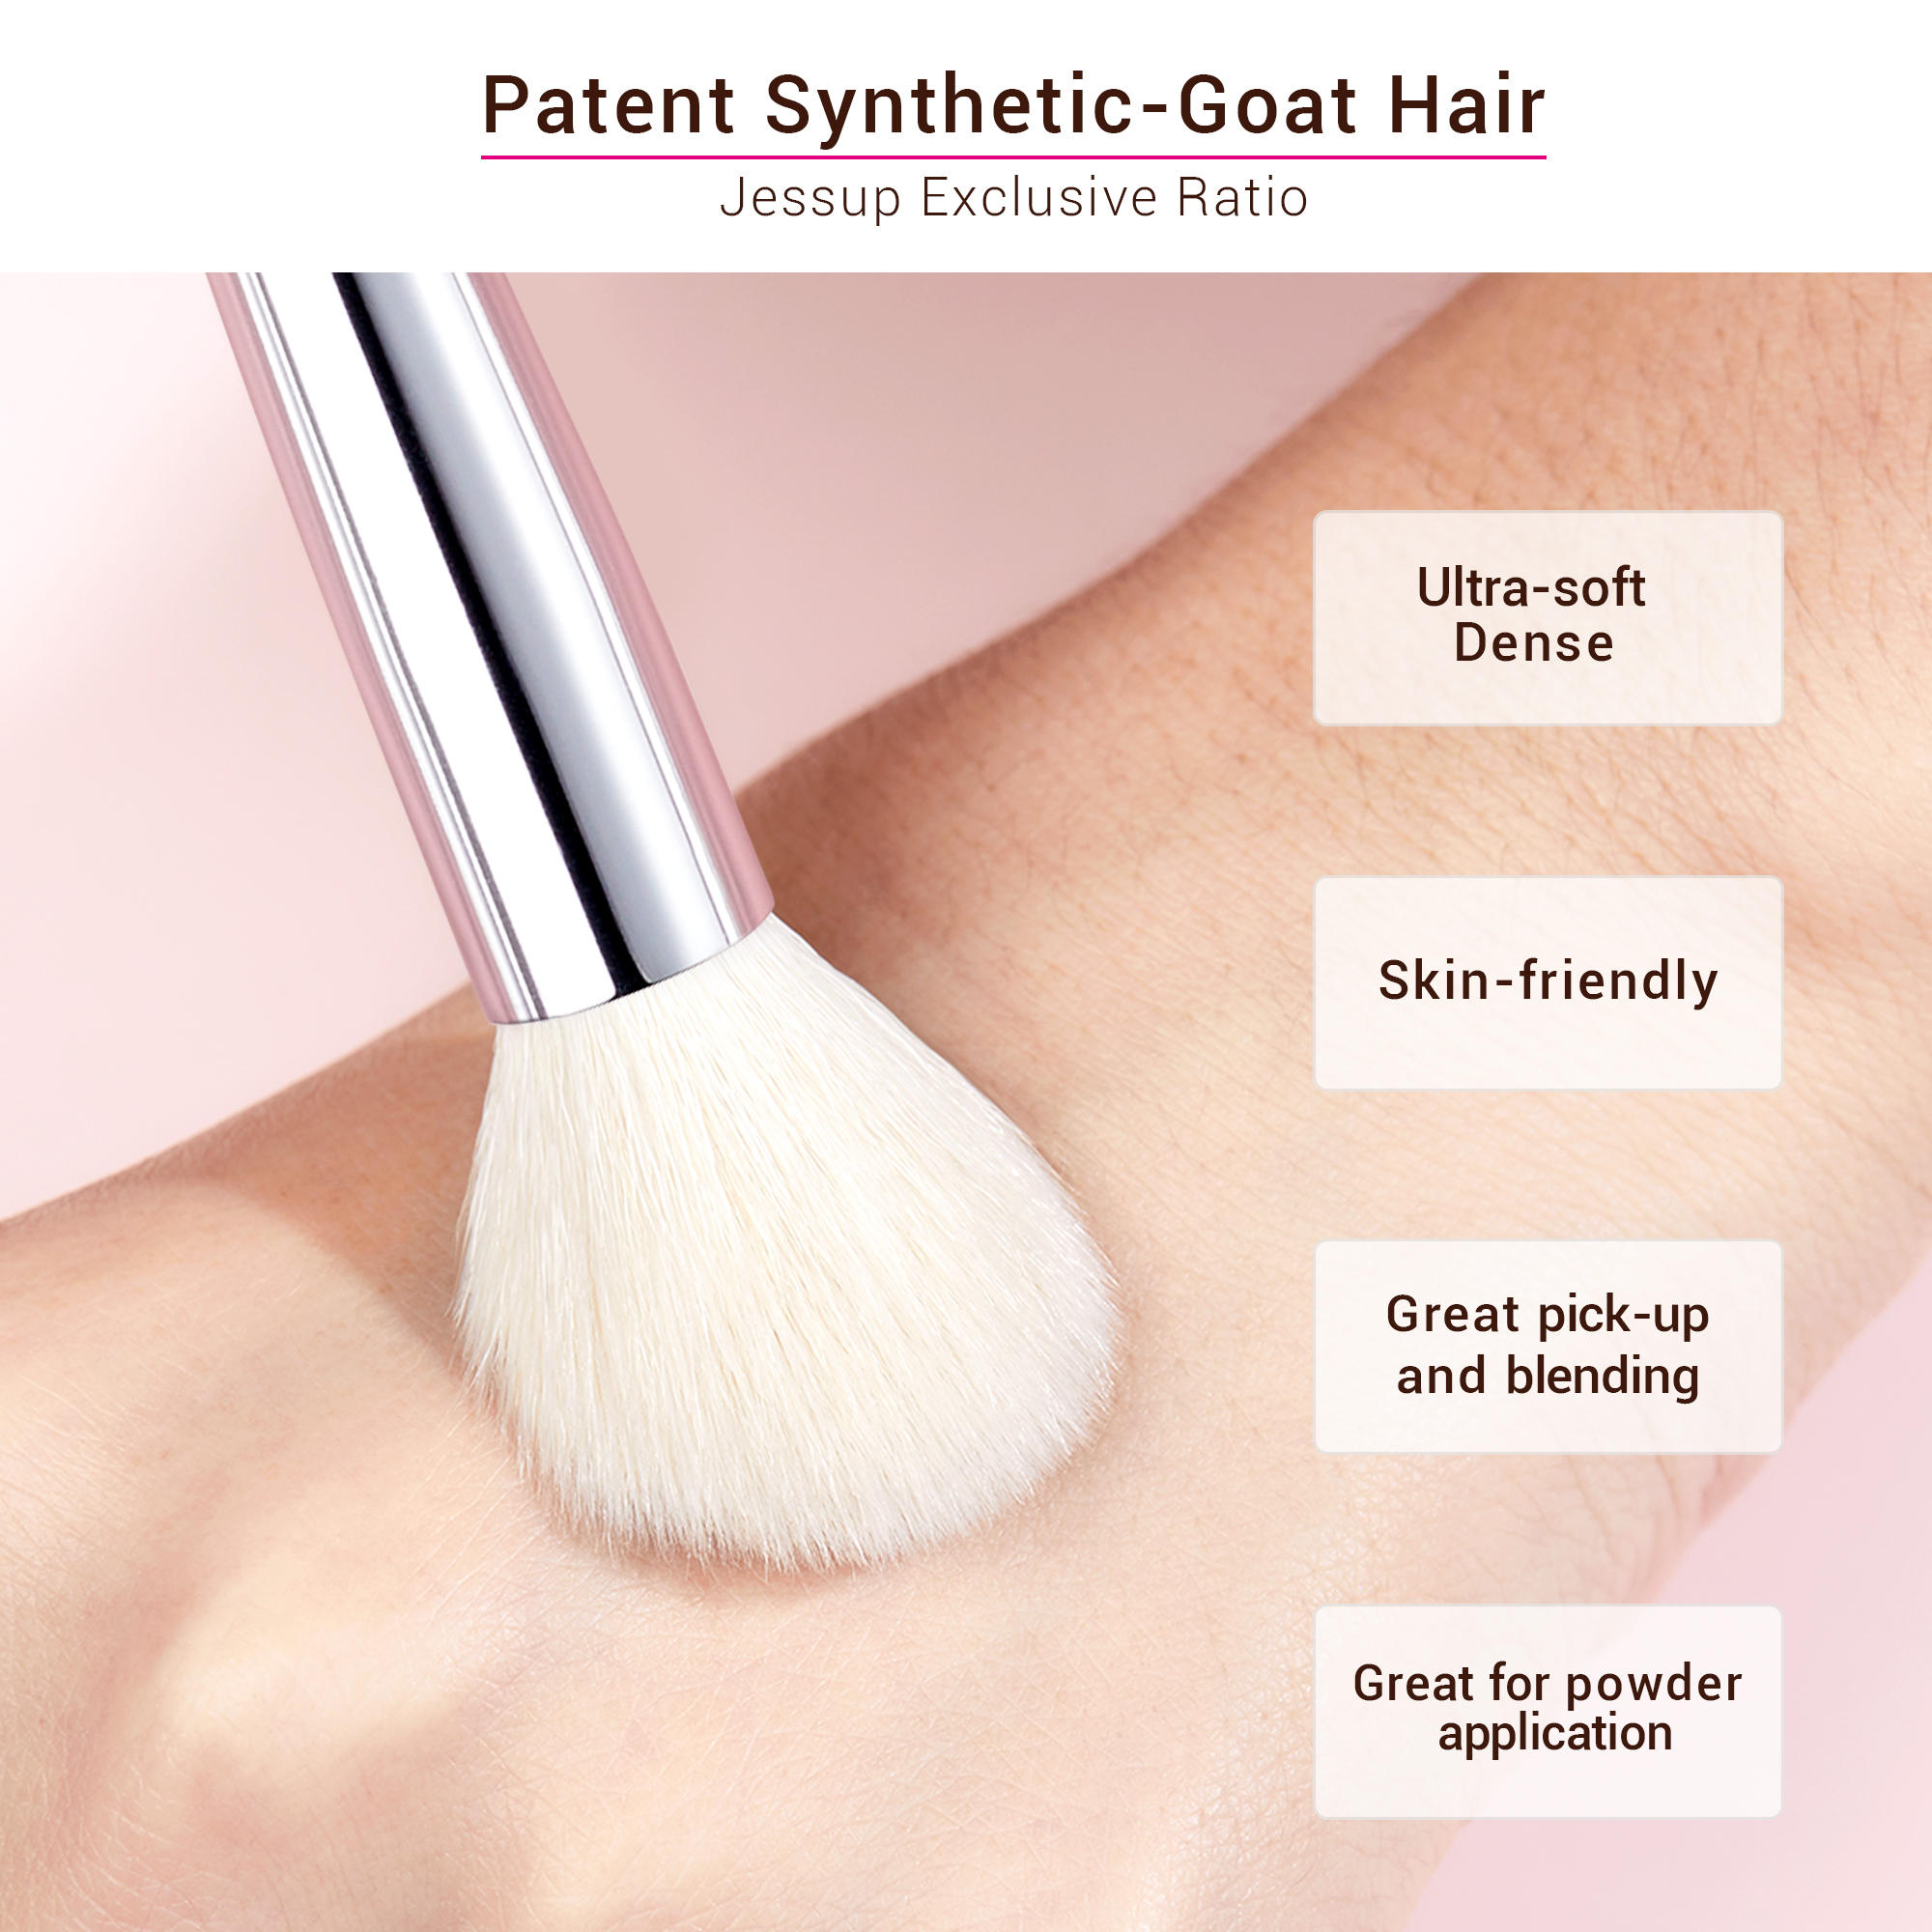 Patent Synthetic-Goat Hair
Jessup Exclusive Ratio
Ultra-soft
Dense
Skin-friendly
Great pick-up
and blending
Great for powder
application